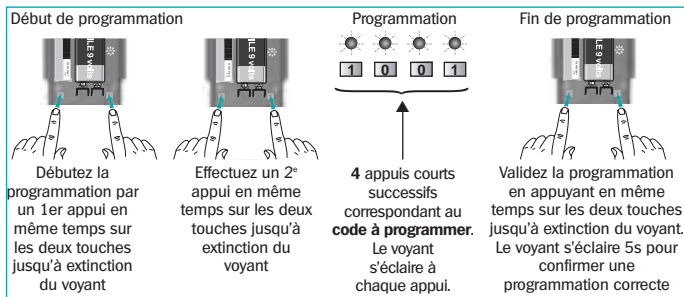 Début de programmation
Programmation
Fin de programmation
PILE 9 volts
PILE 9 volts
1 0 0 1
PILE 9 volts
Débutez la
programmation par
un 1er appui en
même temps sur
les deux touches
jusqu'à extinction
du voyant
Effectuez un 2e
appui en même
temps sur les deux
touches jusqu'à
extinction du
voyant
4 appuis courts
successifs
correspondant au
code à programmer.
Le voyant
s'éclaire à
chaque appui.
Validez la programmation
en appuyant en même
temps sur les deux touches
jusqu'à extinction du voyant.
Le voyant s'éclaire 5s pour
confirmer une
programmation correcte